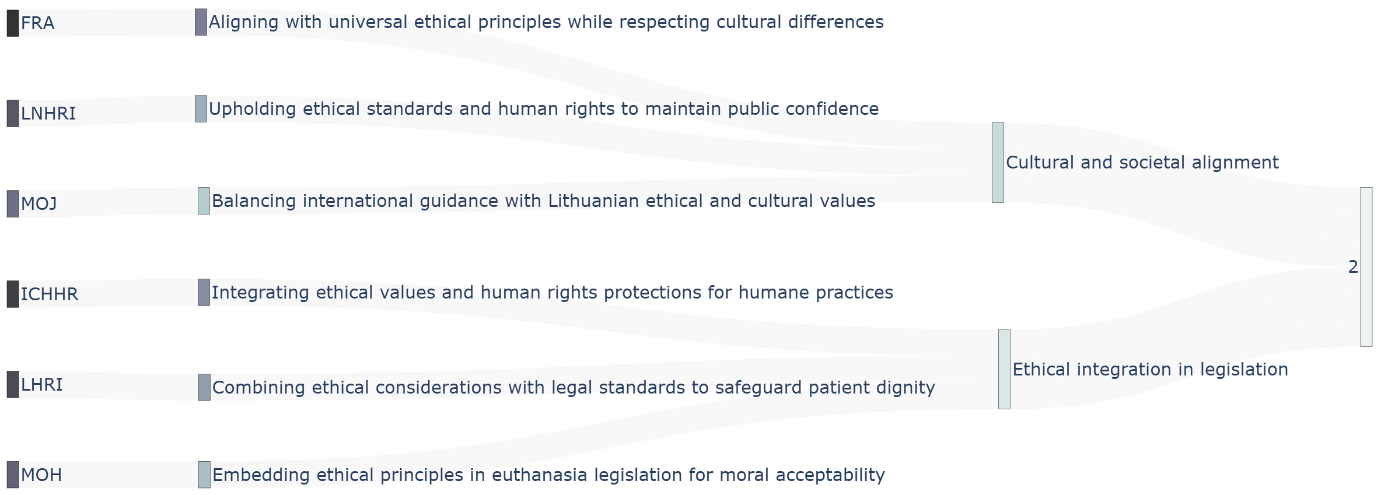 FRA
Aligning with universal ethical principles while respecting cultural differences
LNHRI
Upholding ethical standards and human rights to maintain public confidence
Cultural and societal alignment
MOJ
Balancing international guidance with Lithuanian ethical and cultural values
2
ICHHR
Integrating ethical values and human rights protections for humane practices
Ethical integration in legislation
LHRI
Combining ethical considerations with legal standards to safeguard patient dignity
MOH
Embedding ethical principles in euthanasia legislation for moral acceptability